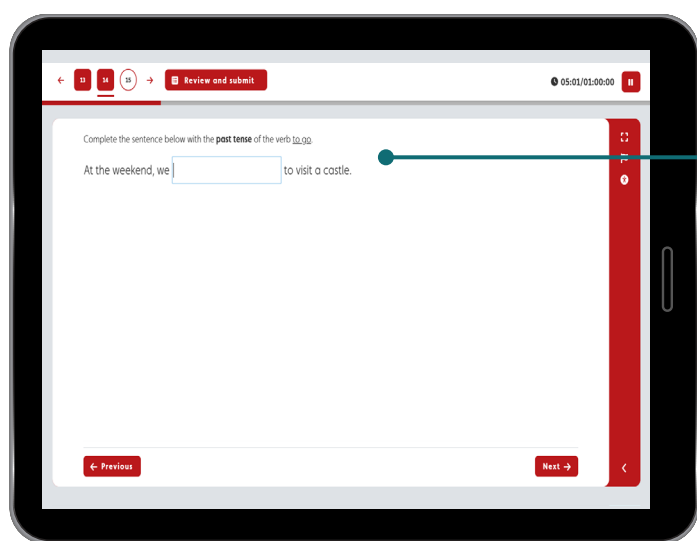 ← 13 14 15 → Review and submit 05:01/01:00:00
Complete the sentence below with the past tense of the verb to go.
At the weekend, we to visit a castle.
← Previous Next →